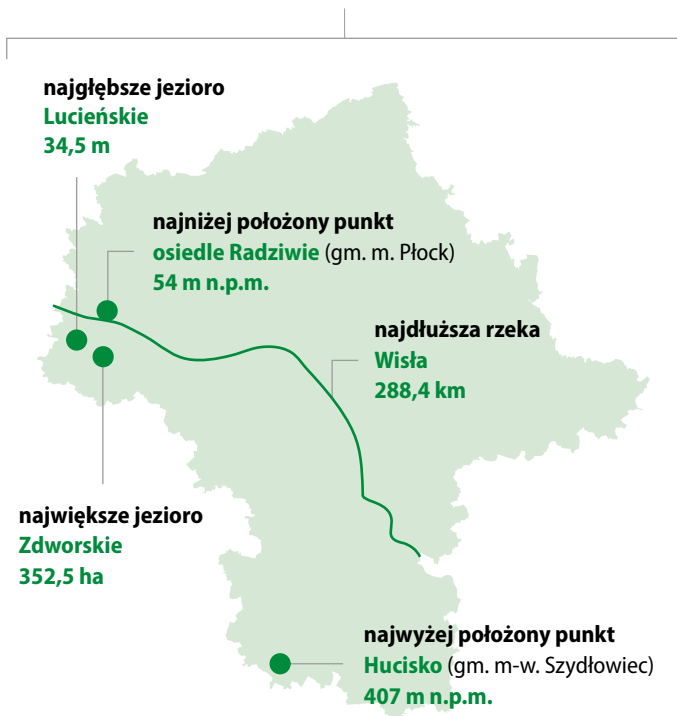 najgłębsze jezioro
Lucieńskie
34,5 m
najniżej położony punkt
osiedle Radziwie (gm. m. Płock)
54 m n.p.m.
najdłuższa rzeka
Wisła
288,4 km
największe jezioro
Zdworskie
352,5 ha
najwyżej położony punkt
Hucisko (gm. m-w. Szydłowiec)
407 m n.p.m.